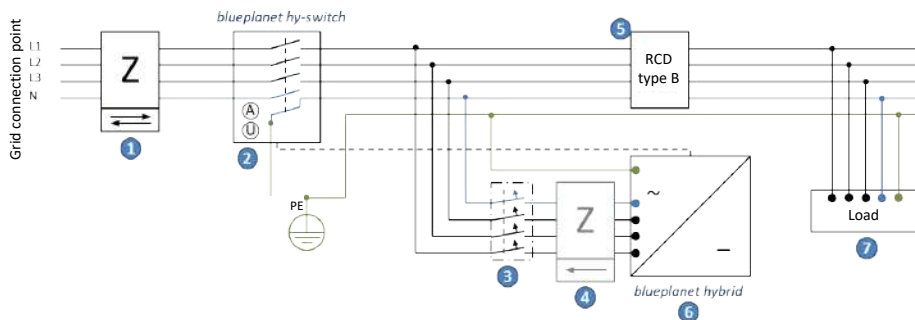 Grid connection point
blueplanet hy-switch
L1
L2
L3
N
Z
1
A
U
2
5
RCD
type B
PE
3
Z
4
~
–
blueplanet hybrid
6
Load
7